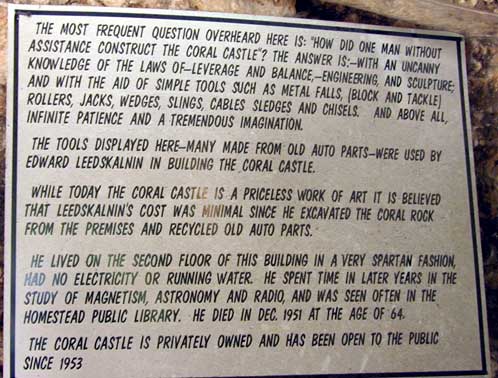 THE MOST FREQUENT QUESTION OVERHEARD HERE IS: "HOW DID ONE MAN WITHOUT
ASSISTANCE CONSTRUCT THE CORAL CASTLE"? THE ANSWER IS:—WITH AN UNCANNY
KNOWLEDGE OF THE LAWS OF—LEVERAGE AND BALANCE,—ENGINEERING, AND SCULPTURE;
AND WITH THE AID OF SIMPLE TOOLS SUCH AS METAL FALLS, (BLOCK AND TACKLE)
ROLLERS, JACKS, WEDGES, SLINGS, CABLES SLEDGES AND CHISELS. AND ABOVE ALL,
INFINITE PATIENCE AND A TREMENDOUS IMAGINATION.
THE TOOLS DISPLAYED HERE—MANY MADE FROM OLD AUTO PARTS—WERE USED BY
EDWARD LEEDSKALNIN IN BUILDING THE CORAL CASTLE.
WHILE TODAY THE CORAL CASTLE IS A PRICELESS WORK OF ART IT IS BELIEVED
THAT LEEDSKALNIN'S COST WAS MINIMAL SINCE HE EXCAVATED THE CORAL ROCK
FROM THE PREMISES AND RECYCLED OLD AUTO PARTS.
HE LIVED ON THE SECOND FLOOR OF THIS BUILDING IN A VERY SPARTAN FASHION,
HAD NO ELECTRICITY OR RUNNING WATER. HE SPENT TIME IN LATER YEARS IN THE
STUDY OF MAGNETISM, ASTRONOMY AND RADIO, AND WAS SEEN OFTEN IN THE
HOMESTEAD PUBLIC LIBRARY. HE DIED IN DEC. 1951 AT THE AGE OF 64.
THE CORAL CASTLE IS PRIVATELY OWNED AND HAS BEEN OPEN TO THE PUBLIC
SINCE 1953